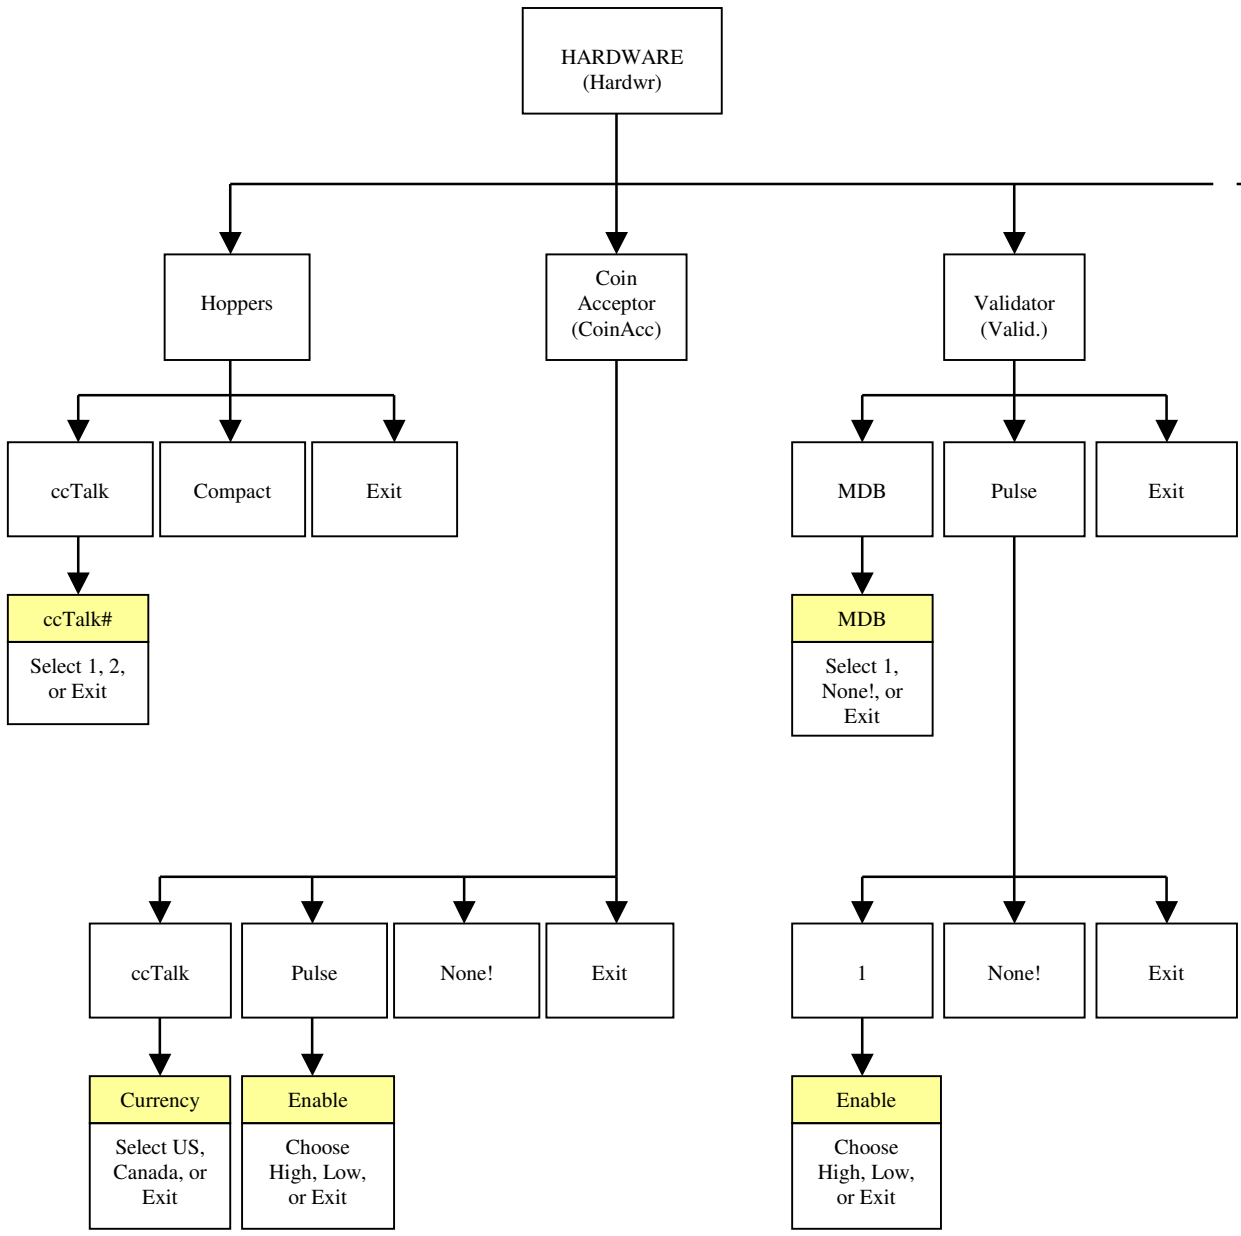 HARDWARE
(Hardwr)
Hoppers
Coin
Acceptor
(CoinAcc)
Validator
(Valid.)
ccTalk
Compact
Exit
MDB
Pulse
Exit
ccTalk#
Select 1, 2,
or Exit
MDB
Select 1,
None!, or
Exit
ccTalk
Pulse
None!
Exit
1
None!
Exit
Currency
Select US,
Canada, or
Exit
Enable
Choose
High, Low,
or Exit
Enable
Choose
High, Low,
or Exit